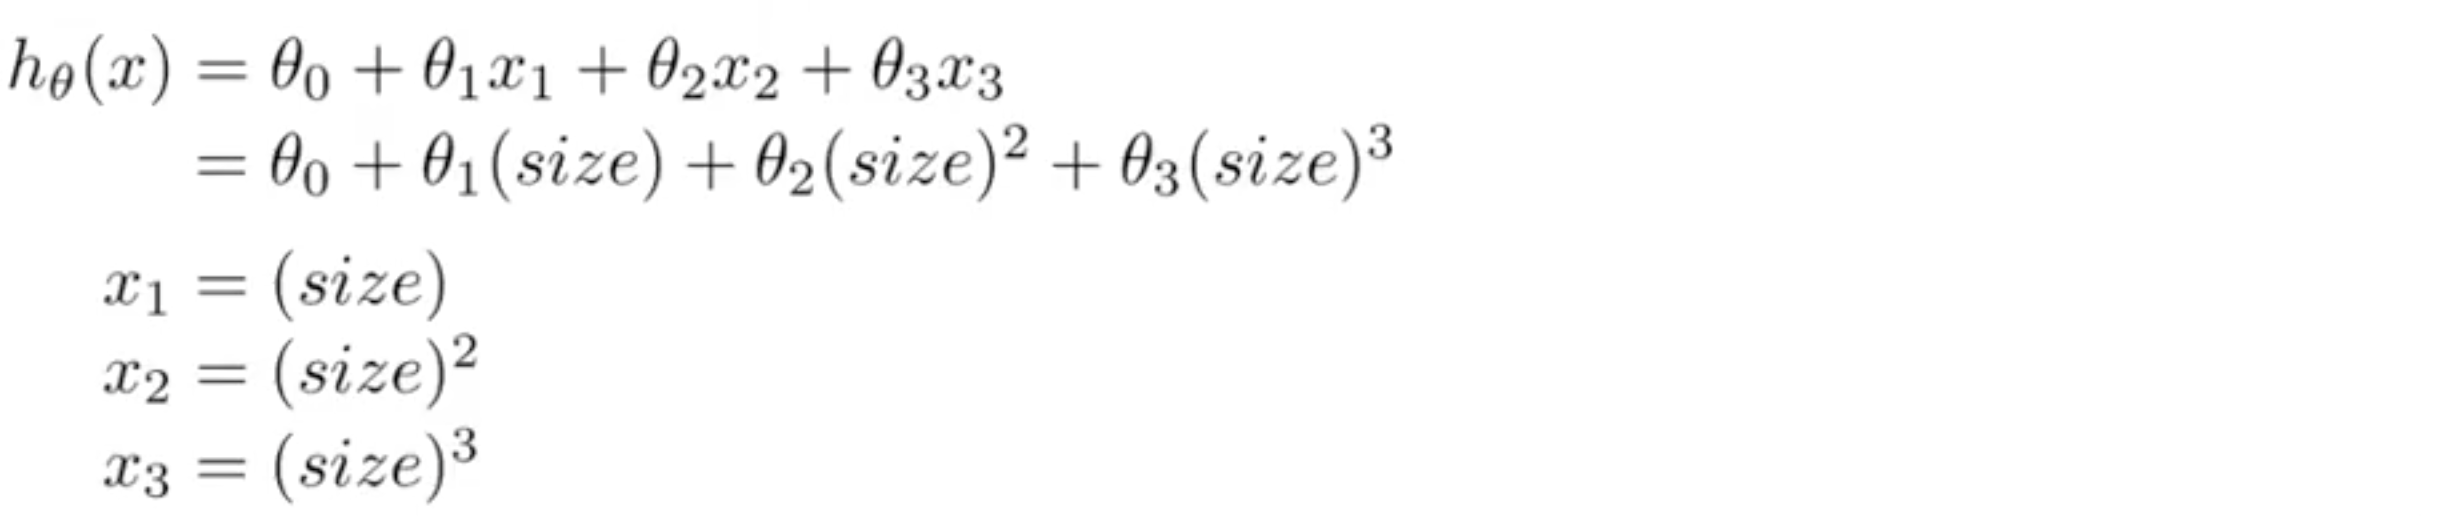 hθ(x) = θ₀ + θ₁x₁ + θ₂x₂ + θ₃x₃
= θ₀ + θ₁(size) + θ₂(size)² + θ₃(size)³
x₁ = (size)
x₂ = (size)²
x₃ = (size)³